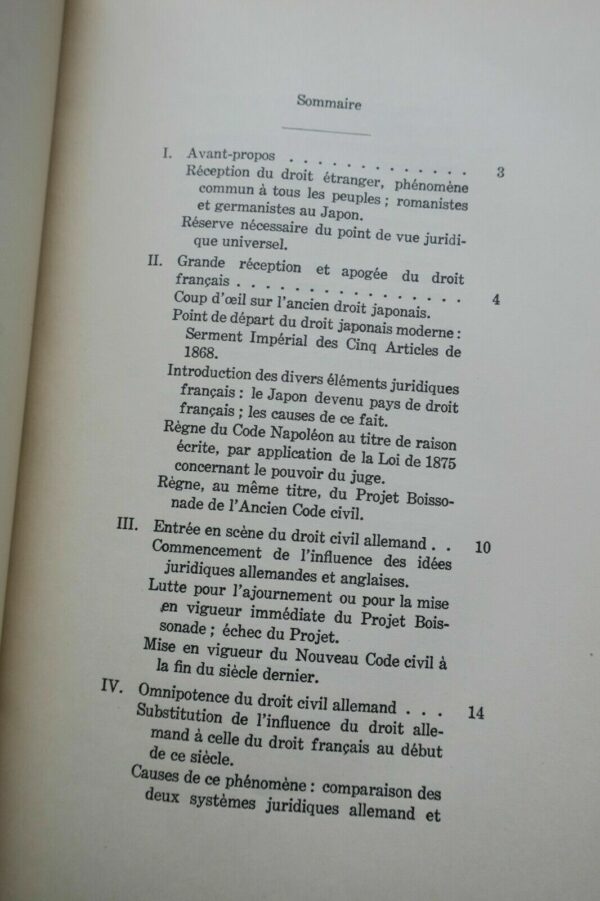 Sommaire
I. Avant-propos . . . . . . . . . . . . . 3
Réception du droit étranger, phénomène
commun à tous les peuples ; romanistes
et germanistes au Japon.
Réserve nécessaire du point de vue juridi-
que universel.
II. Grande réception et apogée du droit
français . . . . . . . . . . . . . . . . 4
Coup d'œil sur l'ancien droit japonais.
Point de départ du droit japonais moderne :
Serment Impérial des Cinq Articles de
1868.
Introduction des divers éléments juridiques
français : le Japon devenu pays de droit
français ; les causes de ce fait.
Règne du Code Napoléon au titre de raison
écrite, par application de la Loi de 1875
concernant le pouvoir du juge.
Règne, au même titre, du Projet Boisso-
nade de l'Ancien Code civil.
III. Entrée en scène du droit civil allemand . . 10
Commencement de l'influence des idées
juridiques allemandes et anglaises.
Lutte pour l'ajournement ou pour la mise
en vigueur immédiate du Projet Bois-
sonade ; échec du Projet.
Mise en vigueur du Nouveau Code civil à
la fin du siècle dernier.
IV. Omnipotence du droit civil allemand . . . 14
Substitution de l'influence du droit alle-
mand à celle du droit français au début
de ce siècle.
Causes de ce phénomène : comparaison des
deux systèmes juridiques allemand et